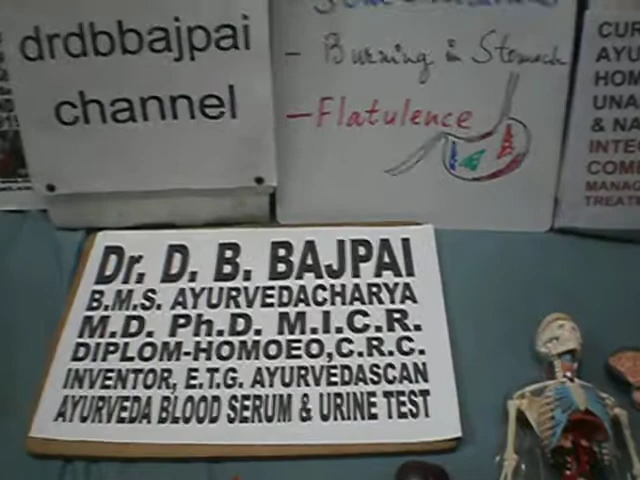 drdbbajpai
channel
- Burning in Stomach
- Flatulence
CUR
AYU
HOM
UNA
& NA
INTE
COM
MANAG
TREAT
Dr. D. B. BAJPAI
B.M.S. AYURVEDACHARYA
M.D. Ph.D. M.I.C.R.
DIPLOM-HOMOEO,C.R.C.
INVENTOR, E.T.G. AYURVEDASCAN
AYURVEDA BLOOD SERUM & URINE TEST